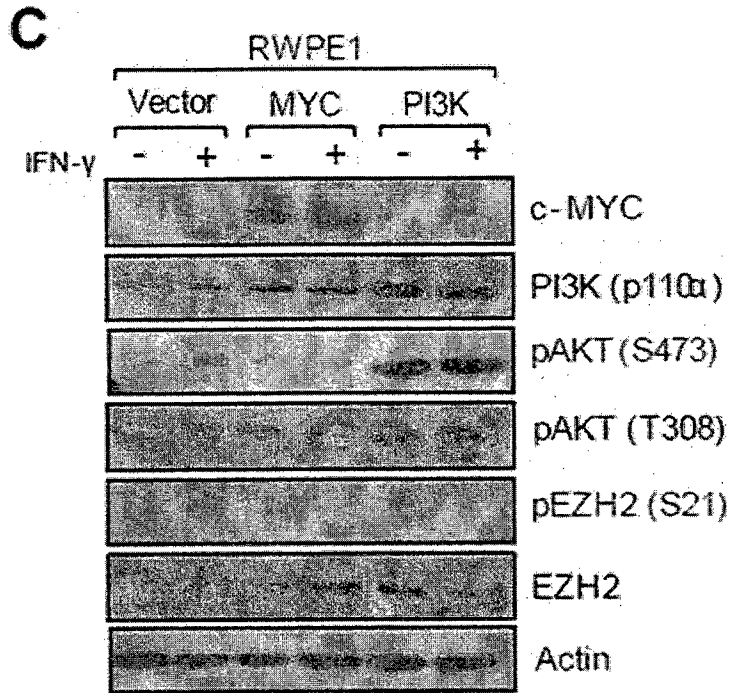 C
RWPE1
Vector MYC PI3K
IFN-γ - + - + - +
c-MYC
PI3K (p110α)
pAKT (S473)
pAKT (T308)
pEZH2 (S21)
EZH2
Actin